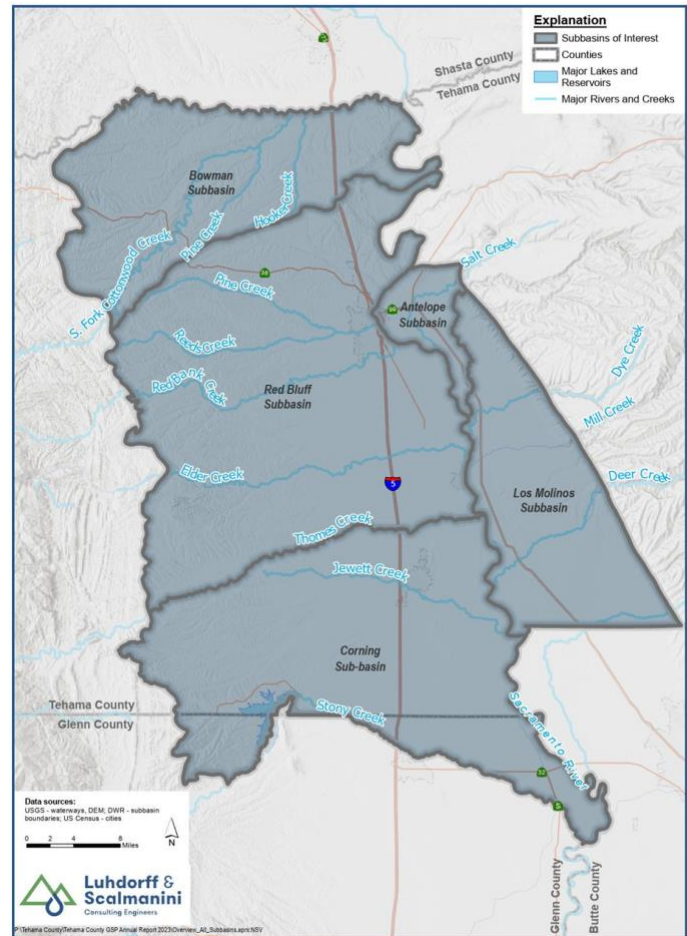 Explanation
Subbasins of Interest
Counties
Major Lakes and
Reservoirs
Major Rivers and Creeks
5
Shasta County
Tehama County
Bowman
Subbasin
Hooker Creek
Pine Creek
S. Fork Cottonwood Creek
Salt Creek
36
Pine Creek
Antelope
Subbasin
Reeds Creek
Dye Creek
Red Bank Creek
Red Bluff
Subbasin
Mill Creek
Elder Creek
Deer Creek
5
Los Molinos
Subbasin
Thomes Creek
Jewett Creek
Corning
Sub-basin
Tehama County
Glenn County
Stony Creek
Sacramento River
32
Data sources:
USGS - waterways, DEM; DWR - subbasin
boundaries; US Census - cities
0 2 4 8
Miles
N
Luhdorff &
Scalmanini
Consulting Engineers
Glenn County
Butte County